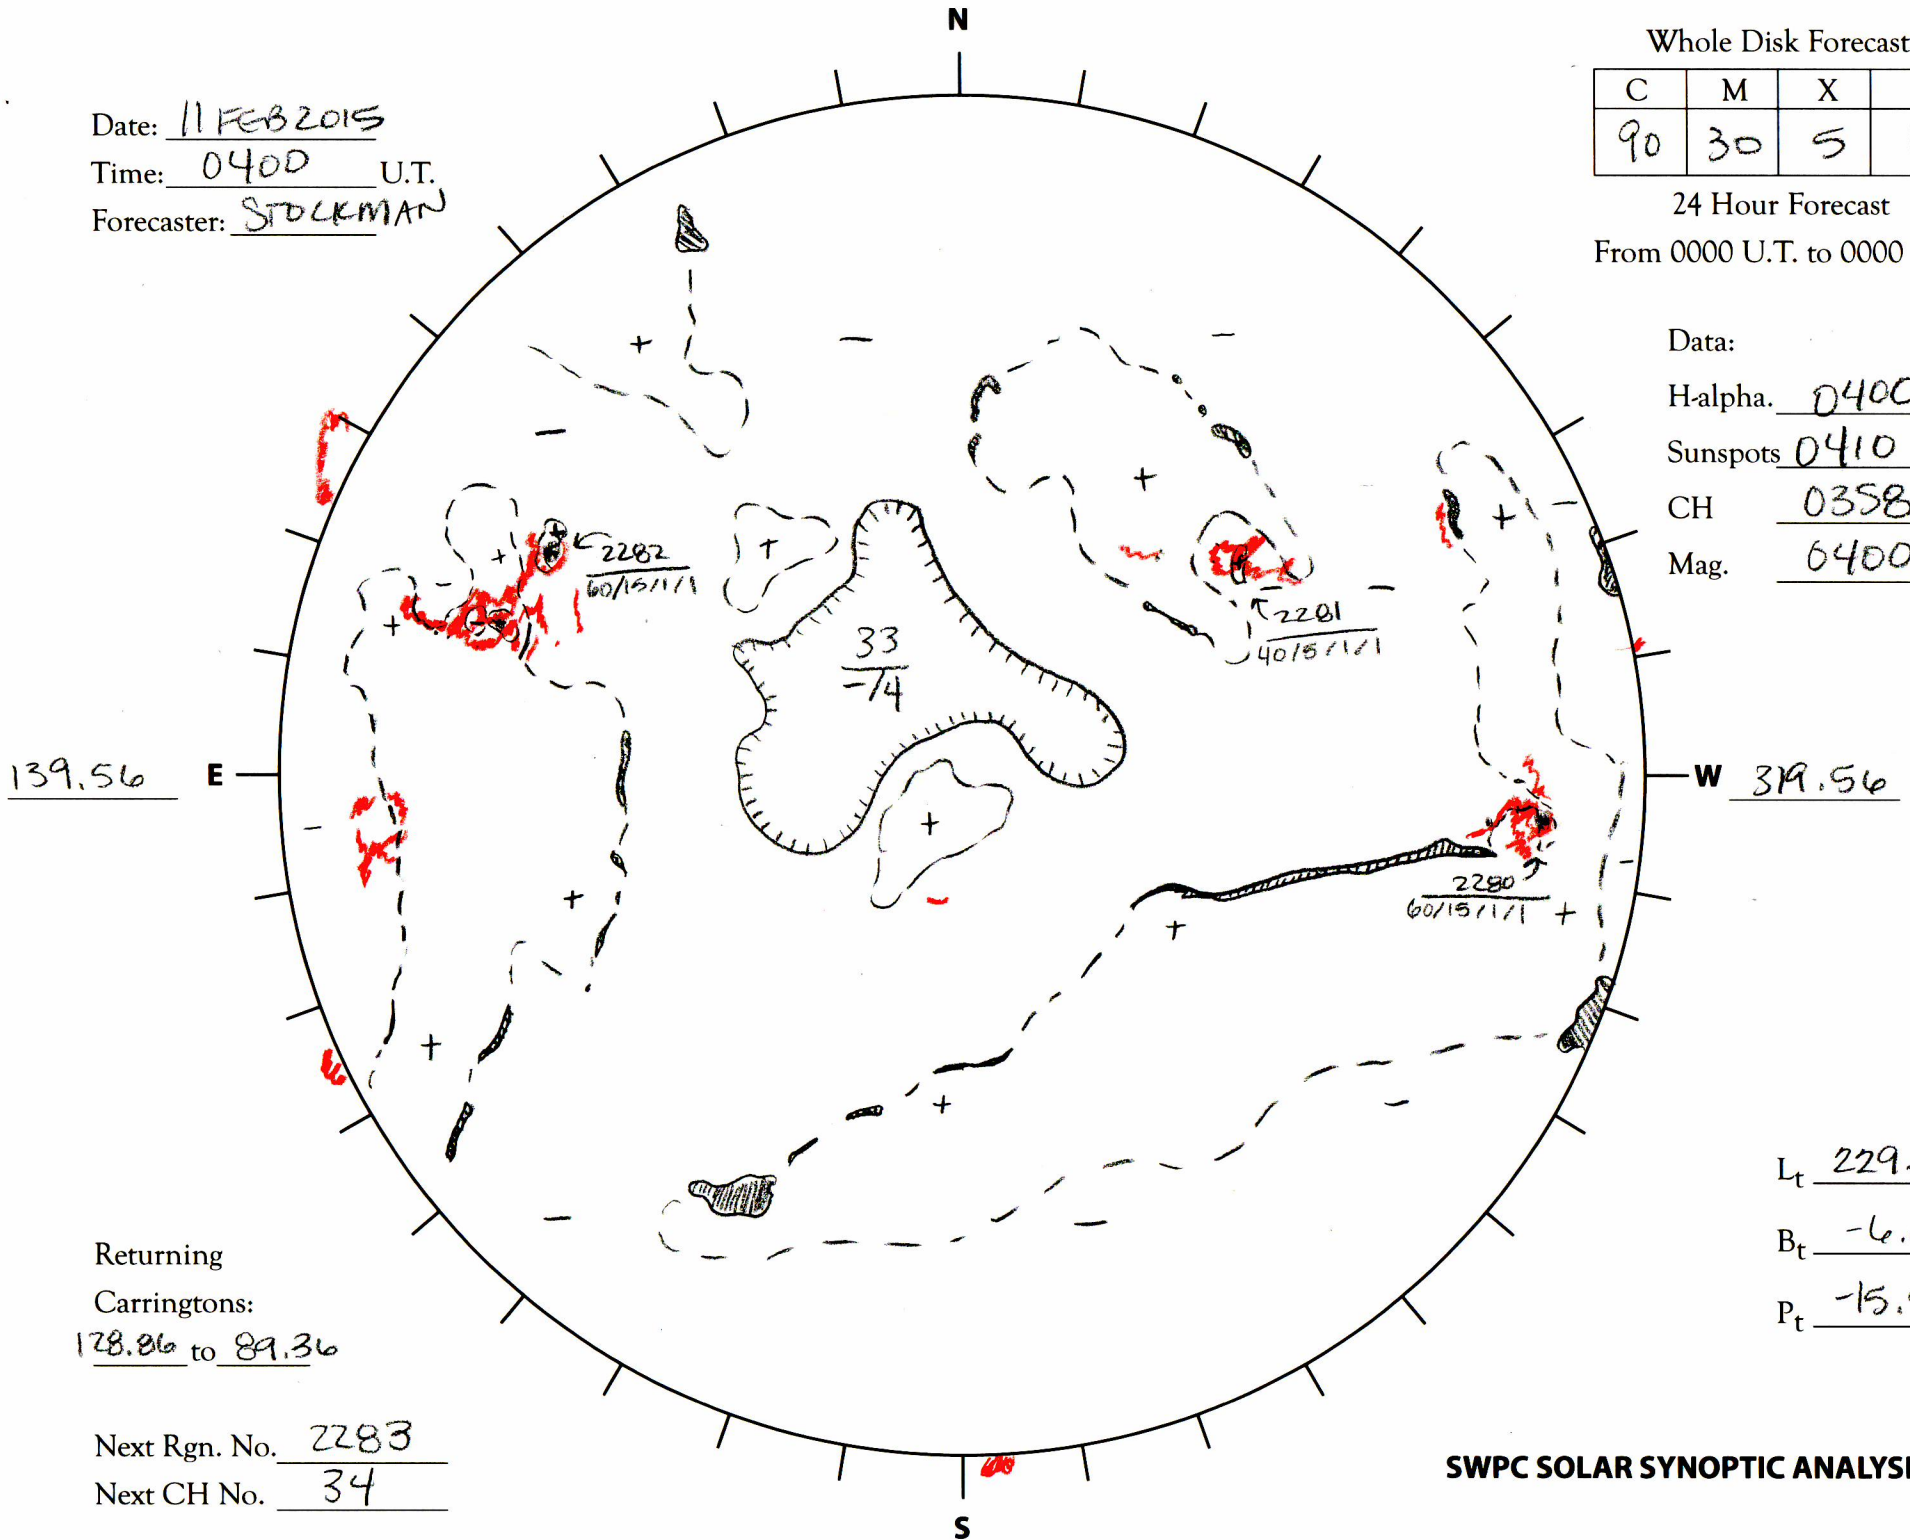 N
Whole Disk Forecast
C M X
90 30 5
24 Hour Forecast
From 0000 U.T. to 0000
Date: 11 FEB 2015
Time: 0400 U.T.
Forecaster: STOCKMAN
Data:
H-alpha. 0400
Sunspots 0410
CH 0358
Mag. 0400
2282
60/15/1/1
2281
40/5/1/1
33
-/4
139.56 E
W 319.56
2280
60/15/1/1
Lt 229.
Bt -6.
Pt -15.
Returning
Carringtons:
128.86 to 89.36
Next Rgn. No. 2283
Next CH No. 34
SWPC SOLAR SYNOPTIC
S